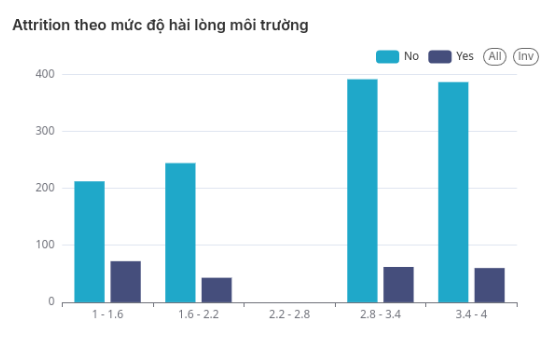 Attrition theo mức độ hài lòng môi trường
No Yes All Inv
400
300
200
100
0
1 - 1.6 1.6 - 2.2 2.2 - 2.8 2.8 - 3.4 3.4 - 4